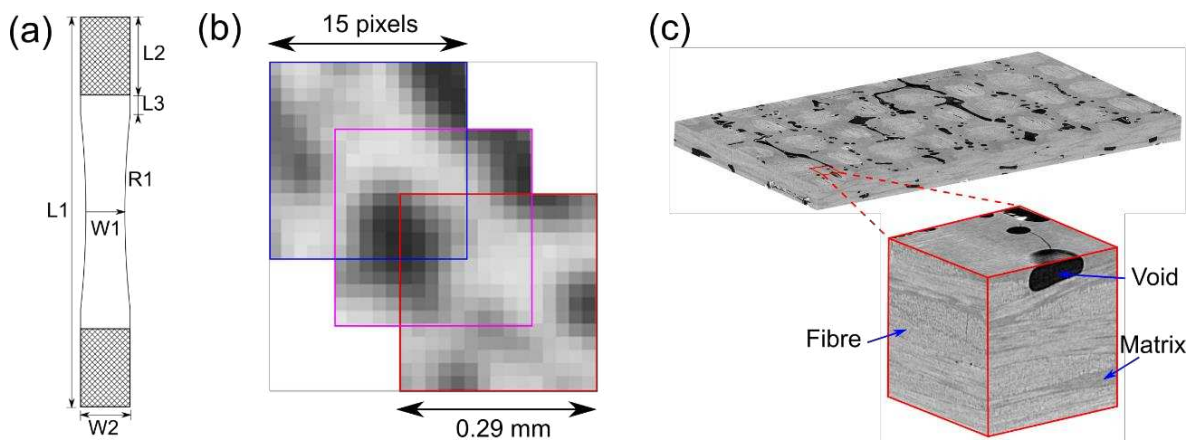 (a)
L2
L3
R1
L1
W1
W2
(b)
15 pixels
0.29 mm
(c)
Void
Fibre
Matrix